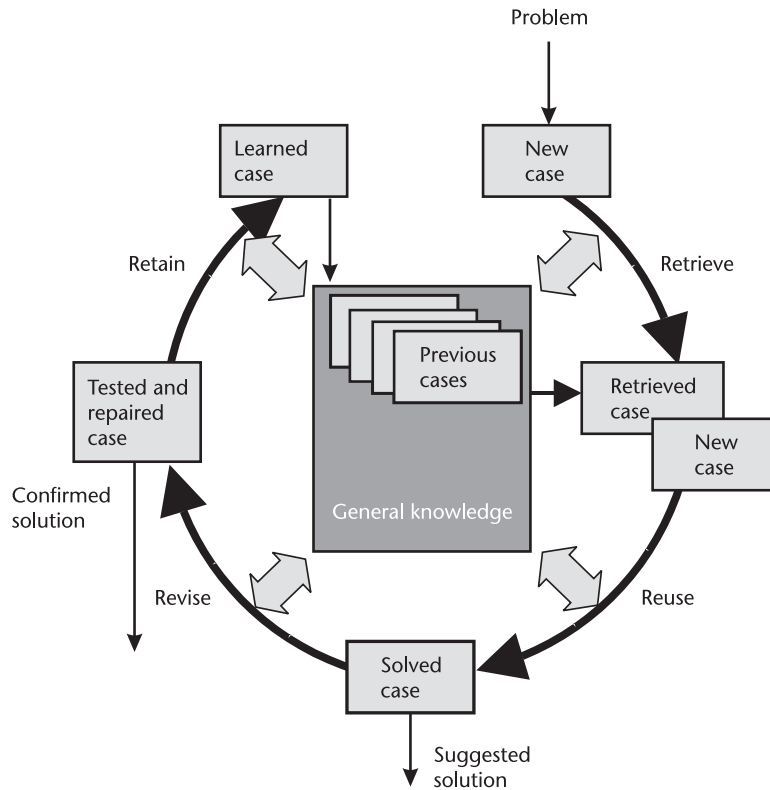 Problem
Learned
case
New
case
Retain
Retrieve
Previous
cases
Tested and
repaired
case
Retrieved
case
New
case
Confirmed
solution
General knowledge
Revise
Reuse
Solved
case
Suggested
solution